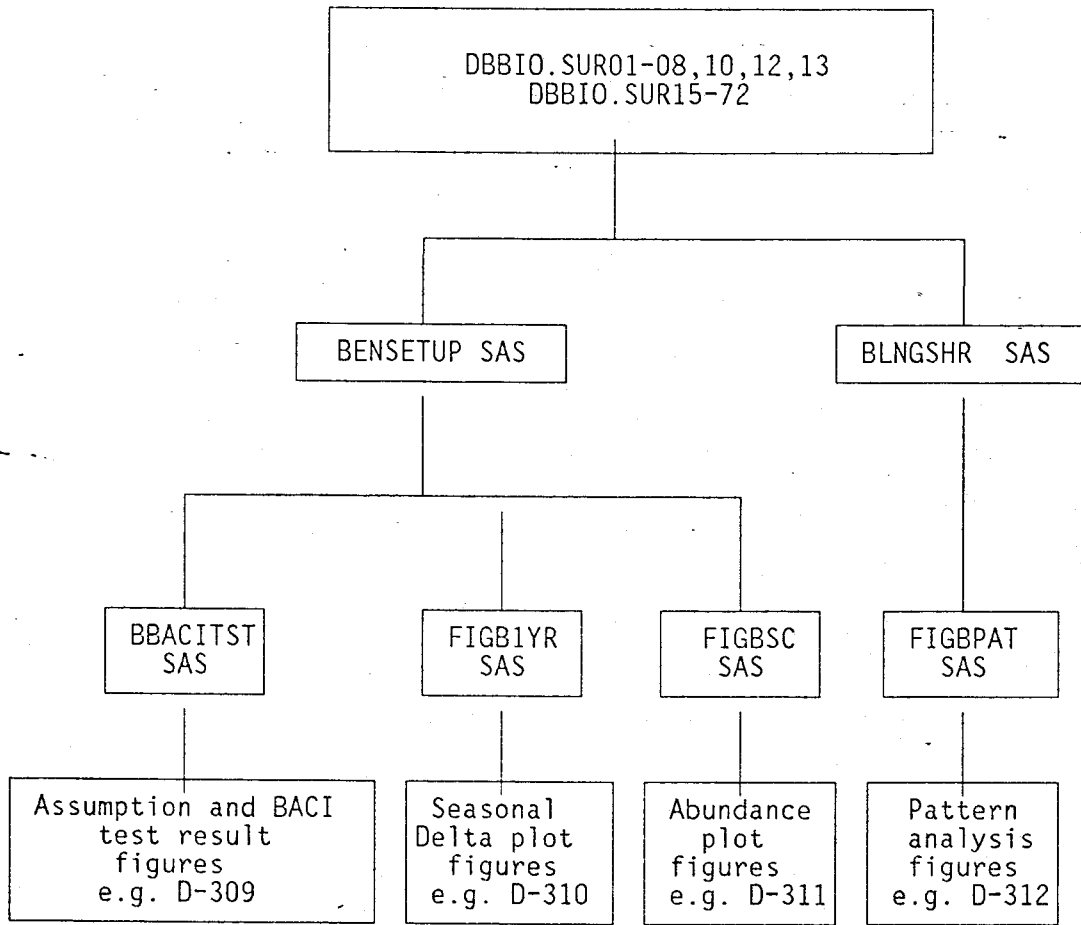 DBBIO.SUR01-08,10,12,13
DBBIO.SUR15-72
BENSETUP SAS
BLNGSHR SAS
BBACITST
SAS
FIGB1YR
SAS
FIGBSC
SAS
FIGBPAT
SAS
Assumption and BACI
test result
figures
e.g. D-309
Seasonal
Delta plot
figures
e.g. D-310
Abundance
plot
figures
e.g. D-311
Pattern
analysis
figures
e.g. D-312